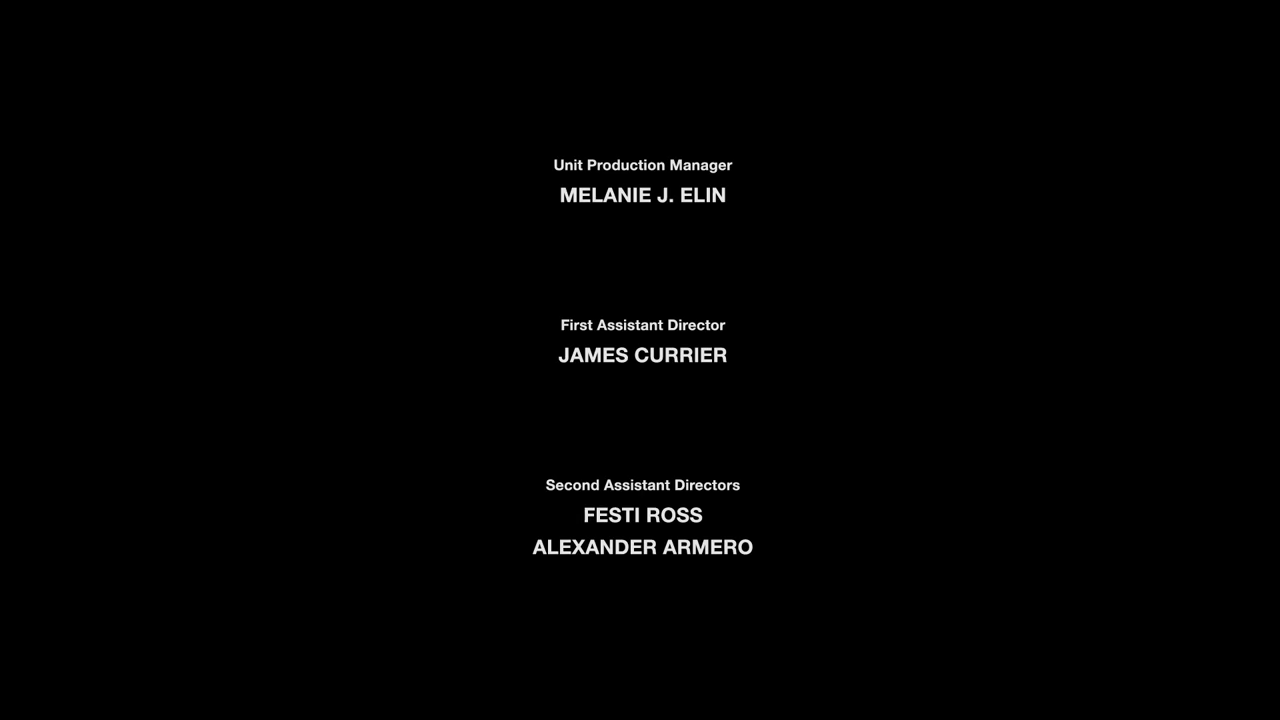 Unit Production Manager
MELANIE J. ELIN
First Assistant Director
JAMES CURRIER
Second Assistant Directors
FESTI ROSS
ALEXANDER ARMERO